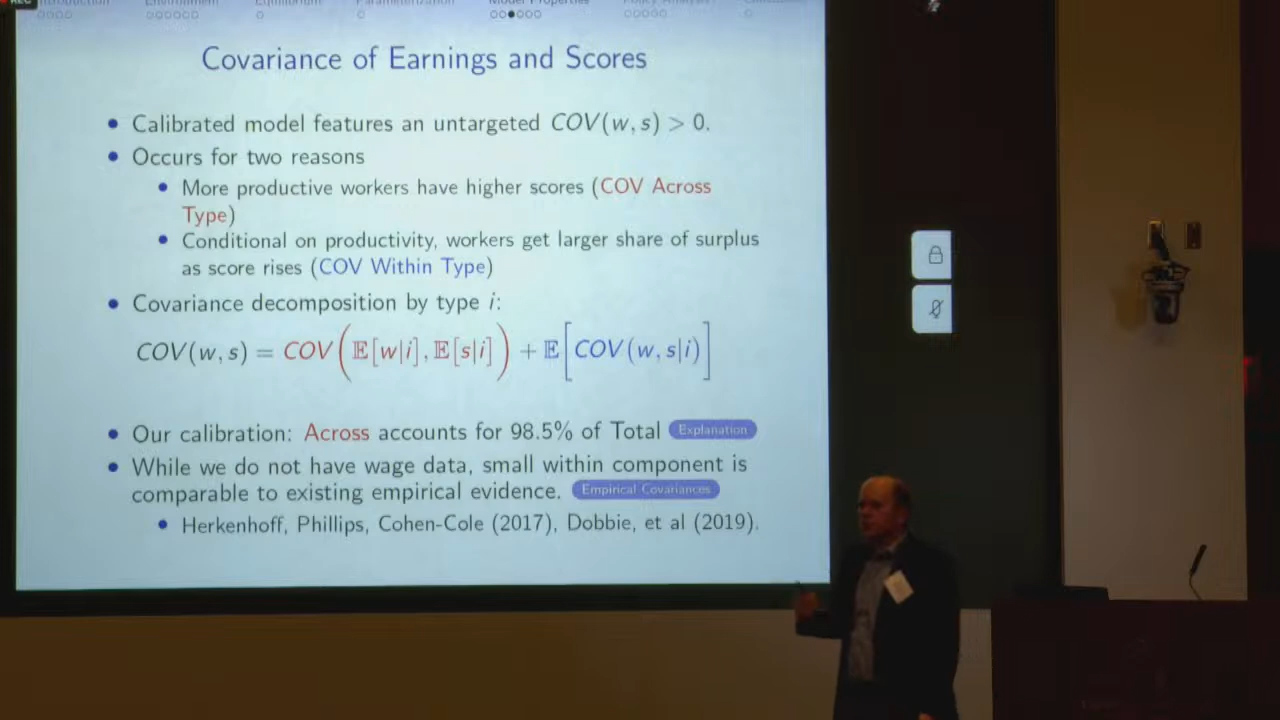 REC
Model Properties
Covariance of Earnings and Scores
• Calibrated model features an untargeted COV(w, s) > 0.
• Occurs for two reasons
• More productive workers have higher scores (COV Across
Type)
• Conditional on productivity, workers get larger share of surplus
as score rises (COV Within Type)
• Covariance decomposition by type i:
COV(w, s) = COV(𝔼[w|i], 𝔼[s|i]) + 𝔼[COV(w, s|i)]
• Our calibration: Across accounts for 98.5% of Total Explanation
• While we do not have wage data, small within component is
comparable to existing empirical evidence. Empirical Covariances
• Herkenhoff, Phillips, Cohen-Cole (2017), Dobbie, et al (2019).